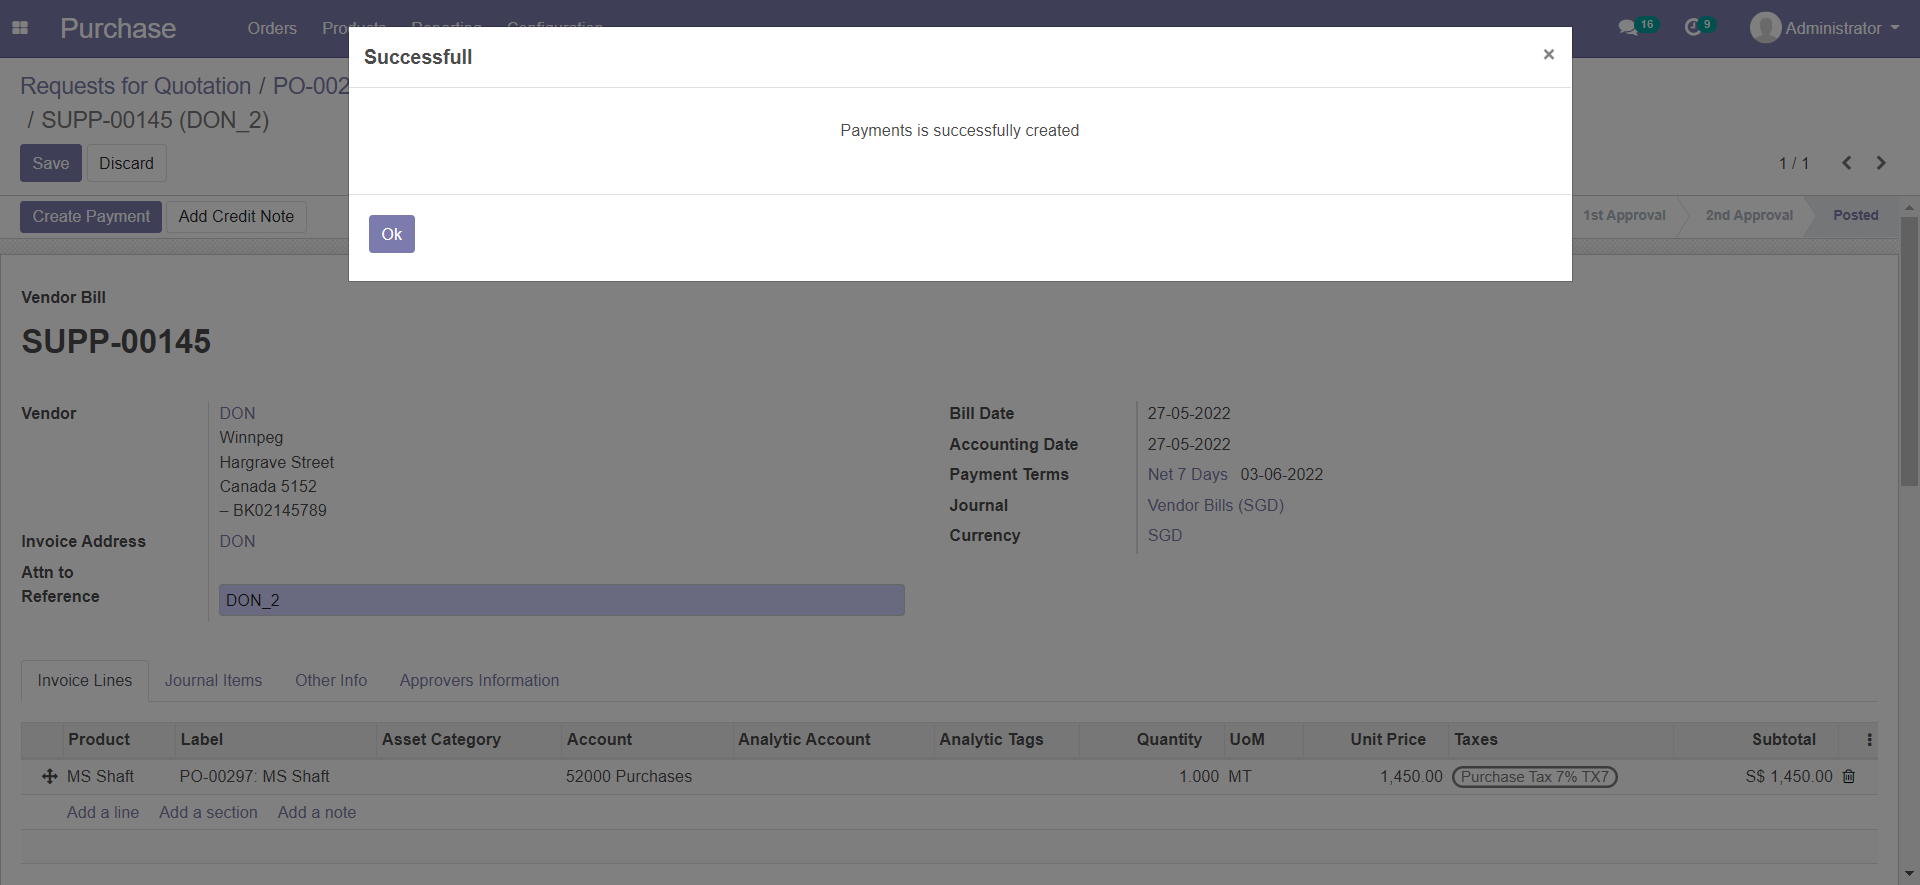 Purchase
Orders
Products
Reporting
Configuration
16
9
Administrator
Successfull
×
Payments is successfully created
Ok
Requests for Quotation / PO-002
/ SUPP-00145 (DON_2)
Save
Discard
1 / 1
Create Payment
Add Credit Note
1st Approval
2nd Approval
Posted
Vendor Bill
SUPP-00145
Vendor
DON
Winnpeg
Hargrave Street
Canada 5152
– BK02145789
Invoice Address
DON
Attn to
Reference
DON_2
Bill Date
27-05-2022
Accounting Date
27-05-2022
Payment Terms
Net 7 Days 03-06-2022
Journal
Vendor Bills (SGD)
Currency
SGD
Invoice Lines
Journal Items
Other Info
Approvers Information
Product Label Asset Category Account Analytic Account Analytic Tags Quantity UoM Unit Price Taxes Subtotal
MS Shaft PO-00297: MS Shaft 52000 Purchases 1.000 MT 1,450.00 Purchase Tax 7% TX7 S$ 1,450.00
Add a line Add a section Add a note